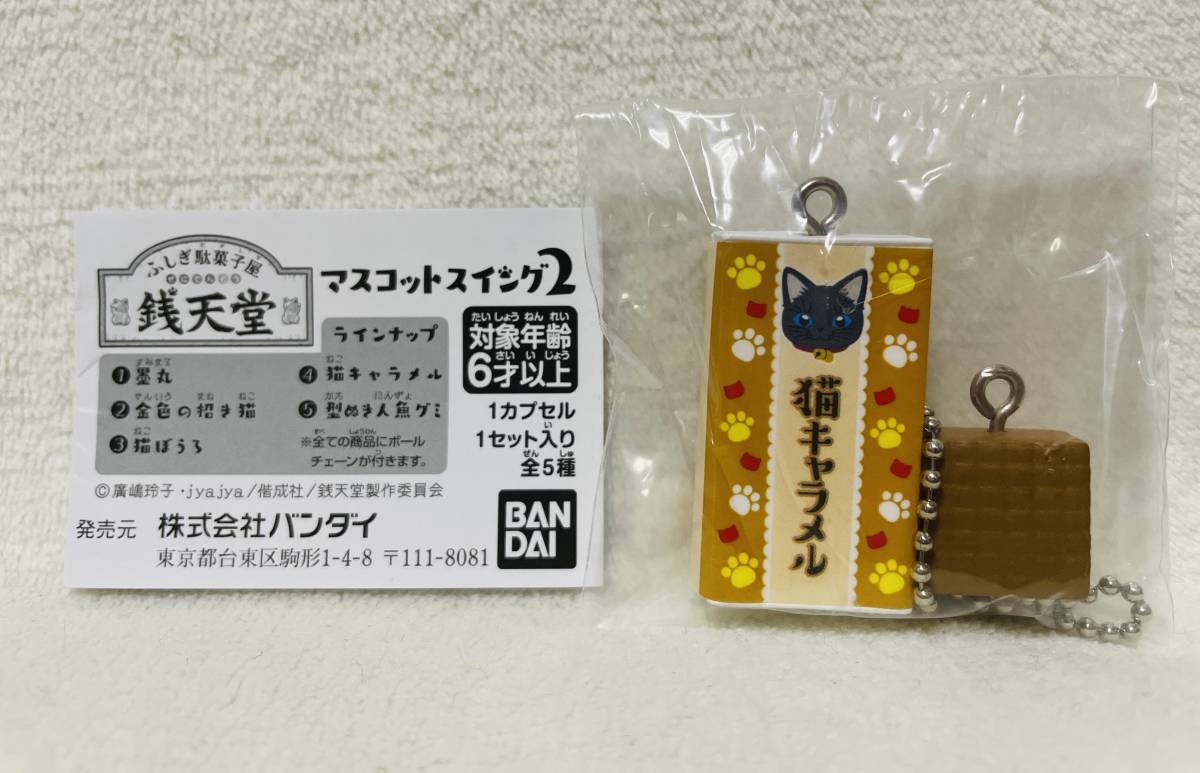 ふしぎ駄菓子屋
ぜにてんどう
銭天堂
マスコットスイング2
ラインナップ
すみまる
❶墨丸
きんいろ まね ねこ
❷金色の招き猫
ねこ
❸猫ぼうろ
ねこ
❹猫キャラメル
かた にんぎょ
❺型ぬき人魚グミ
すべ しょうひん
※全ての商品にボール
チェーンが付きます。
たいしょうねんれい
対象年齢
さいいじょう
6才以上
1カプセル
い
1セット入り
ぜん しゅ
全5種
©廣嶋玲子・jyajya/偕成社/銭天堂製作委員会
発売元 株式会社バンダイ
東京都台東区駒形1-4-8 〒111-8081
BAN
DAI
猫キャラメル